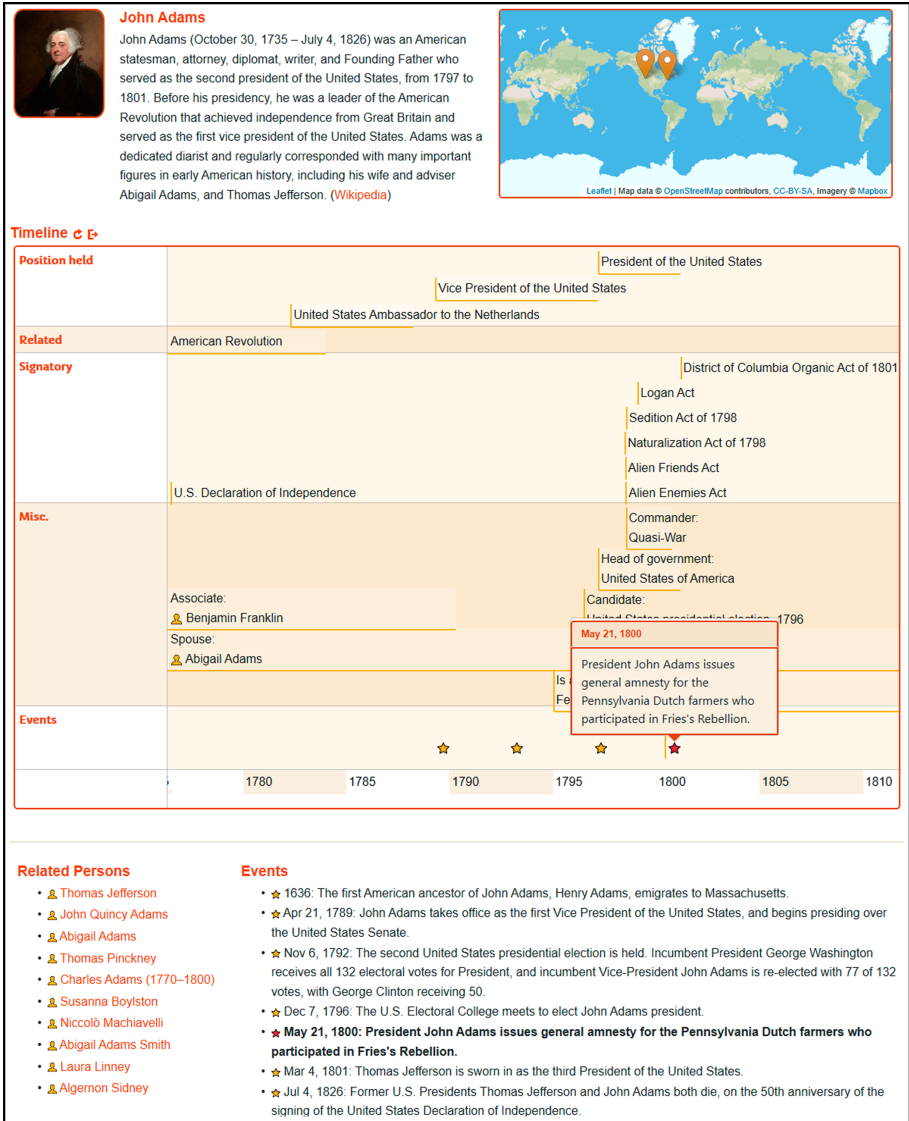 John Adams
John Adams (October 30, 1735 – July 4, 1826) was an American
statesman, attorney, diplomat, writer, and Founding Father who
served as the second president of the United States, from 1797 to
1801. Before his presidency, he was a leader of the American
Revolution that achieved independence from Great Britain and
served as the first vice president of the United States. Adams was a
dedicated diarist and regularly corresponded with many important
figures in early American history, including his wife and adviser
Abigail Adams, and Thomas Jefferson. (Wikipedia)
Leaflet | Map data © OpenStreetMap contributors, CC-BY-SA, Imagery © Mapbox
Timeline
Position held
President of the United States
Vice President of the United States
United States Ambassador to the Netherlands
Related
American Revolution
Signatory
District of Columbia Organic Act of 1801
Logan Act
Sedition Act of 1798
Naturalization Act of 1798
Alien Friends Act
U.S. Declaration of Independence
Alien Enemies Act
Misc.
Commander:
Quasi-War
Head of government:
United States of America
Associate:
Benjamin Franklin
Candidate:
United States presidential election, 1796
Spouse:
Abigail Adams
Is
Fe
May 21, 1800
President John Adams issues
general amnesty for the
Pennsylvania Dutch farmers who
participated in Fries's Rebellion.
Events
1780 1785 1790 1795 1800 1805 1810
Related Persons
Thomas Jefferson
John Quincy Adams
Abigail Adams
Thomas Pinckney
Charles Adams (1770–1800)
Susanna Boylston
Niccolò Machiavelli
Abigail Adams Smith
Laura Linney
Algernon Sidney
Events
1636: The first American ancestor of John Adams, Henry Adams, emigrates to Massachusetts.
Apr 21, 1789: John Adams takes office as the first Vice President of the United States, and begins presiding over
the United States Senate.
Nov 6, 1792: The second United States presidential election is held. Incumbent President George Washington
receives all 132 electoral votes for President, and incumbent Vice-President John Adams is re-elected with 77 of 132
votes, with George Clinton receiving 50.
Dec 7, 1796: The U.S. Electoral College meets to elect John Adams president.
May 21, 1800: President John Adams issues general amnesty for the Pennsylvania Dutch farmers who
participated in Fries's Rebellion.
Mar 4, 1801: Thomas Jefferson is sworn in as the third President of the United States.
Jul 4, 1826: Former U.S. Presidents Thomas Jefferson and John Adams both die, on the 50th anniversary of the
signing of the United States Declaration of Independence.